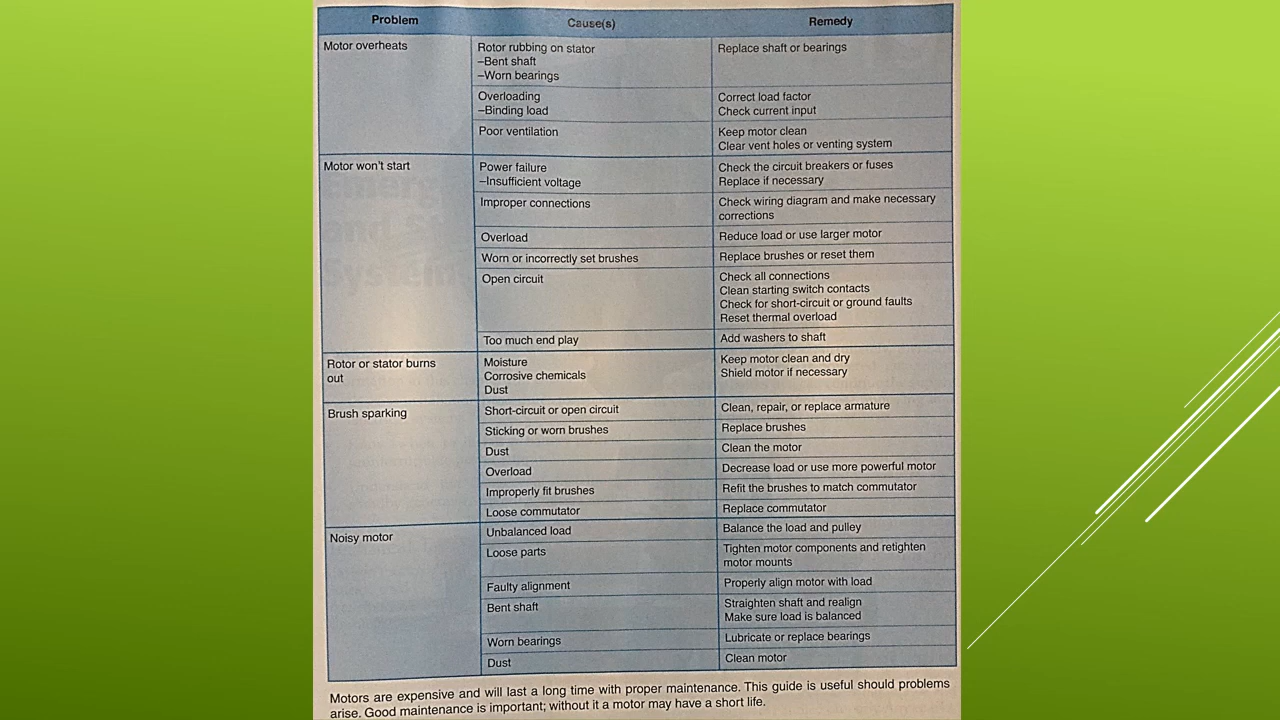 Problem Cause(s) Remedy
Motor overheats Rotor rubbing on stator Replace shaft or bearings
–Bent shaft
–Worn bearings
Overloading Correct load factor
–Binding load Check current input
Poor ventilation Keep motor clean
Clear vent holes or venting system
Motor won't start Power failure Check the circuit breakers or fuses
–Insufficient voltage Replace if necessary
Improper connections Check wiring diagram and make necessary
corrections
Overload Reduce load or use larger motor
Worn or incorrectly set brushes Replace brushes or reset them
Open circuit Check all connections
Clean starting switch contacts
Check for short-circuit or ground faults
Reset thermal overload
Too much end play Add washers to shaft
Rotor or stator burns Moisture Keep motor clean and dry
out Corrosive chemicals Shield motor if necessary
Dust
Brush sparking Short-circuit or open circuit Clean, repair, or replace armature
Sticking or worn brushes Replace brushes
Dust Clean the motor
Overload Decrease load or use more powerful motor
Improperly fit brushes Refit the brushes to match commutator
Loose commutator Replace commutator
Noisy motor Unbalanced load Balance the load and pulley
Loose parts Tighten motor components and retighten
motor mounts
Faulty alignment Properly align motor with load
Bent shaft Straighten shaft and realign
Make sure load is balanced
Worn bearings Lubricate or replace bearings
Dust Clean motor
Motors are expensive and will last a long time with proper maintenance. This guide is useful should problems
arise. Good maintenance is important; without it a motor may have a short life.